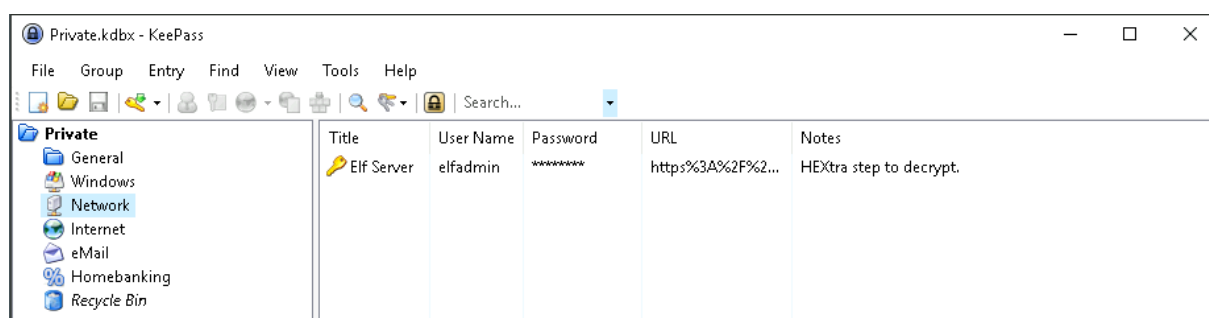 Private.kdbx - KeePass
File Group Entry Find View Tools Help
Search...
Private
General
Windows
Network
Internet
eMail
Homebanking
Recycle Bin
Title User Name Password URL Notes
Elf Server elfadmin ******** https%3A%2F%2... HEXtra step to decrypt.